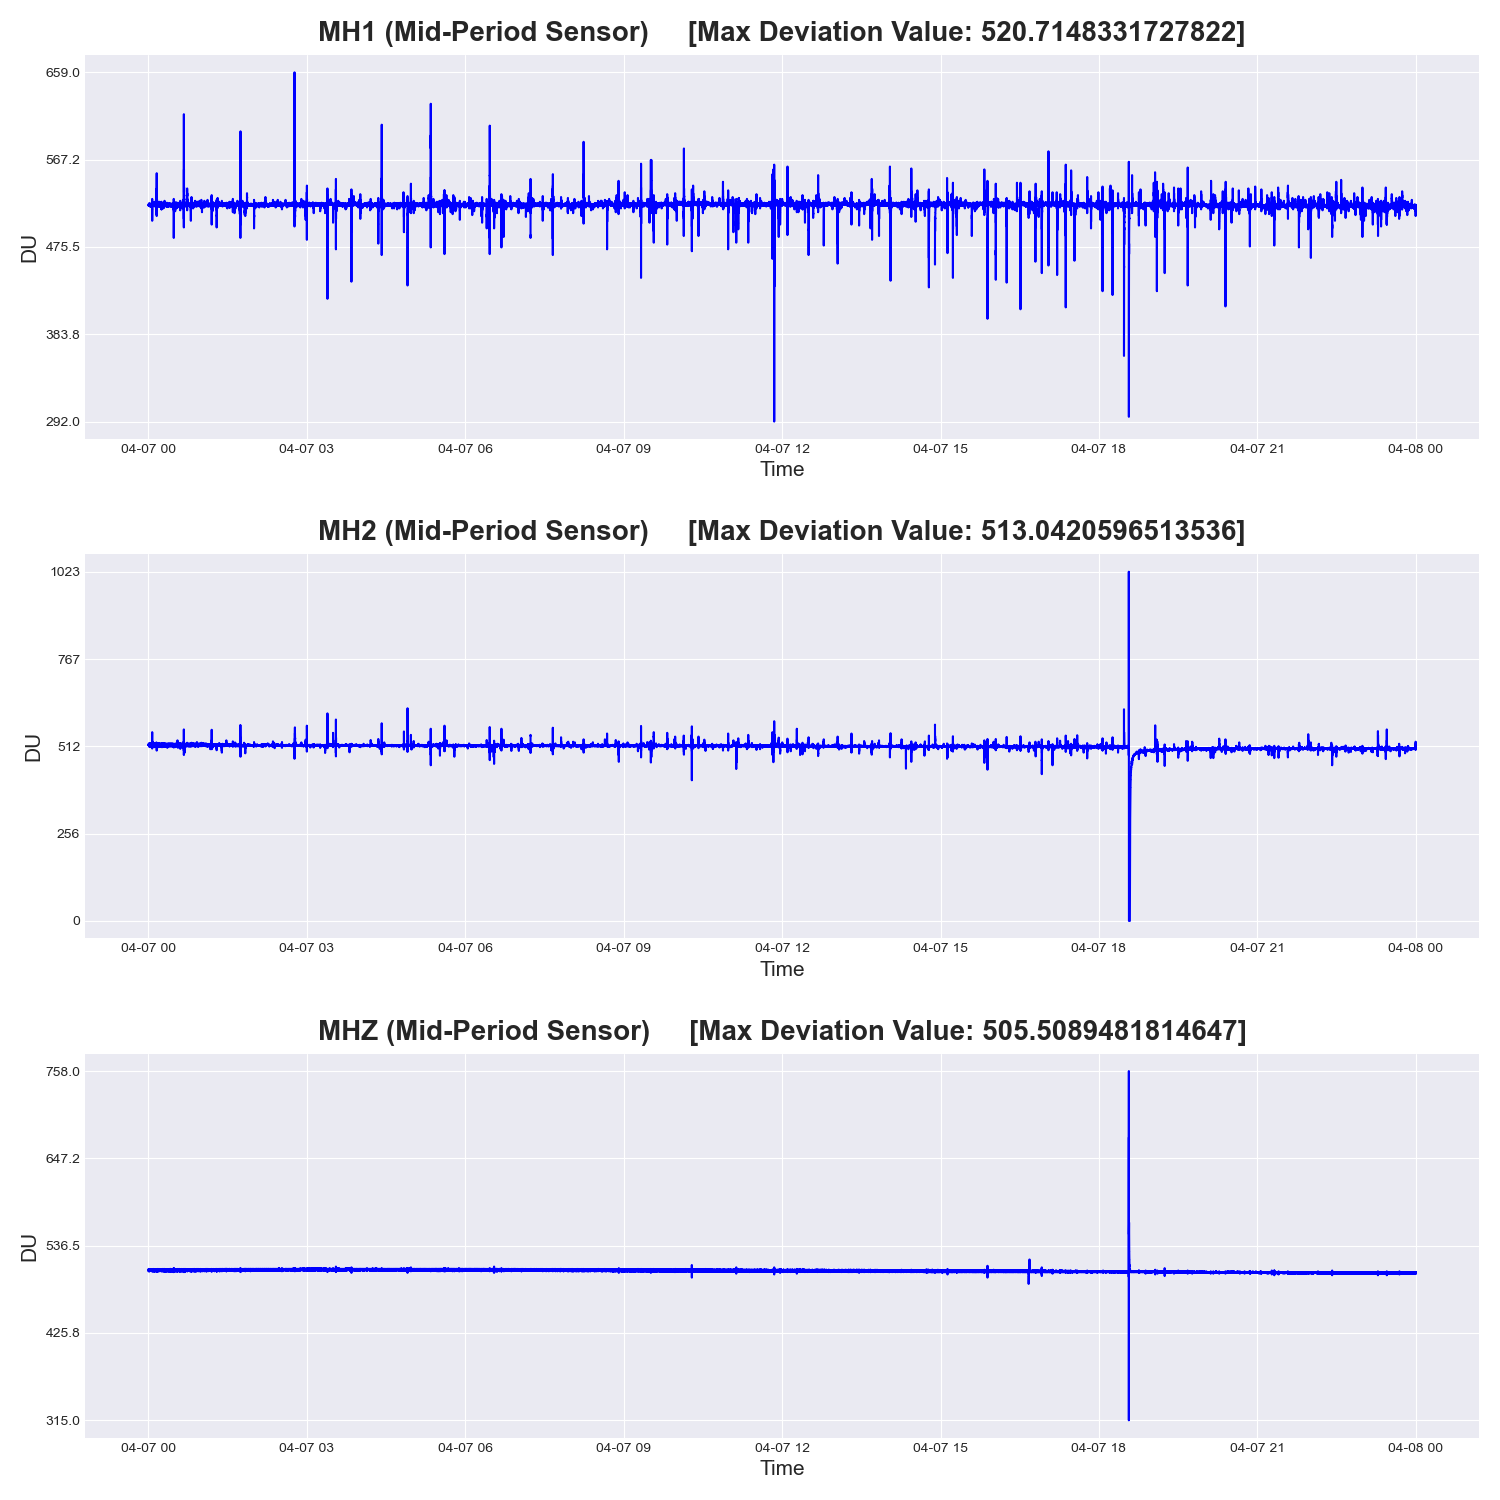 MH1 (Mid-Period Sensor)     [Max Deviation Value: 520.7148331727822]
659.0
567.2
475.5
383.8
292.0
DU
04-07 00 04-07 03 04-07 06 04-07 09 04-07 12 04-07 15 04-07 18 04-07 21 04-08 00
Time
MH2 (Mid-Period Sensor)     [Max Deviation Value: 513.0420596513536]
1023
767
512
256
0
DU
04-07 00 04-07 03 04-07 06 04-07 09 04-07 12 04-07 15 04-07 18 04-07 21 04-08 00
Time
MHZ (Mid-Period Sensor)     [Max Deviation Value: 505.5089481814647]
758.0
647.2
536.5
425.8
315.0
DU
04-07 00 04-07 03 04-07 06 04-07 09 04-07 12 04-07 15 04-07 18 04-07 21 04-08 00
Time